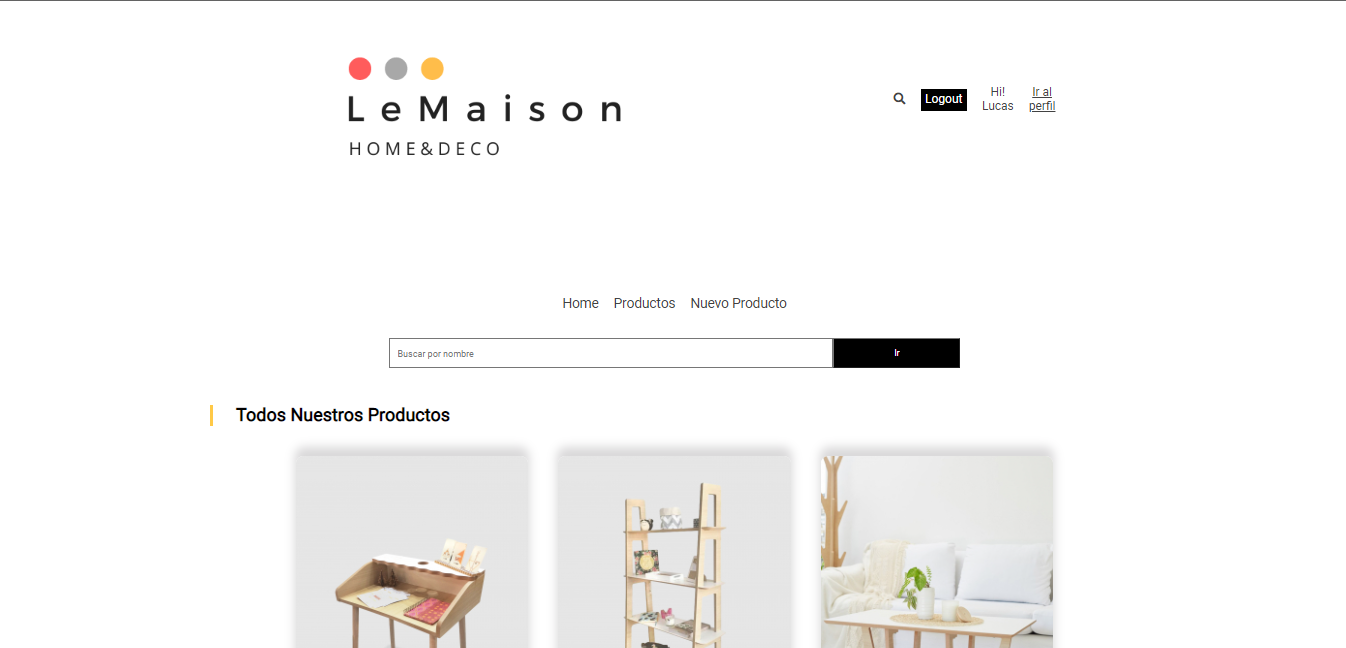 LeMaison
HOME&DECO
Logout
Hi!
Lucas
Ir al
perfil
Home Productos Nuevo Producto
Buscar por nombre
Ir
Todos Nuestros Productos